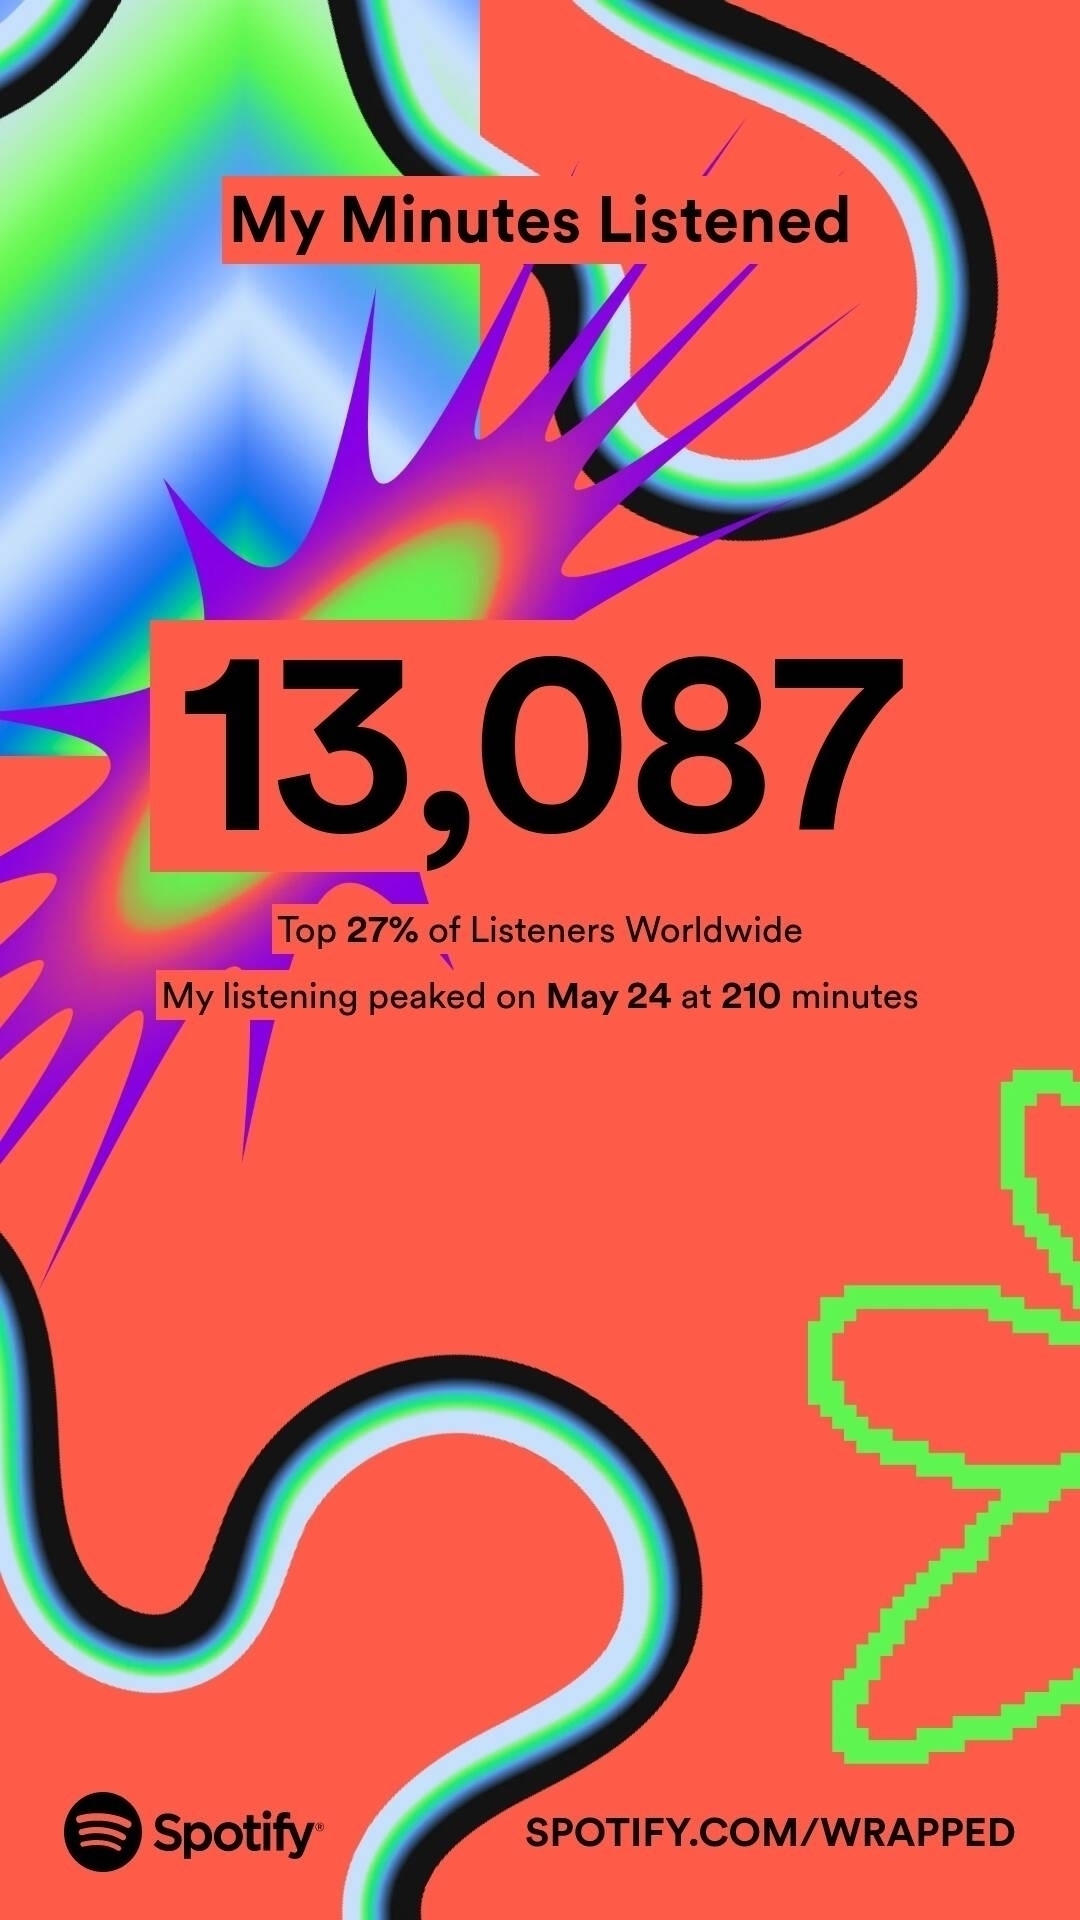 My Minutes Listened
13,087
Top 27% of Listeners Worldwide
My listening peaked on May 24 at 210 minutes
Spotify®
SPOTIFY.COM/WRAPPED